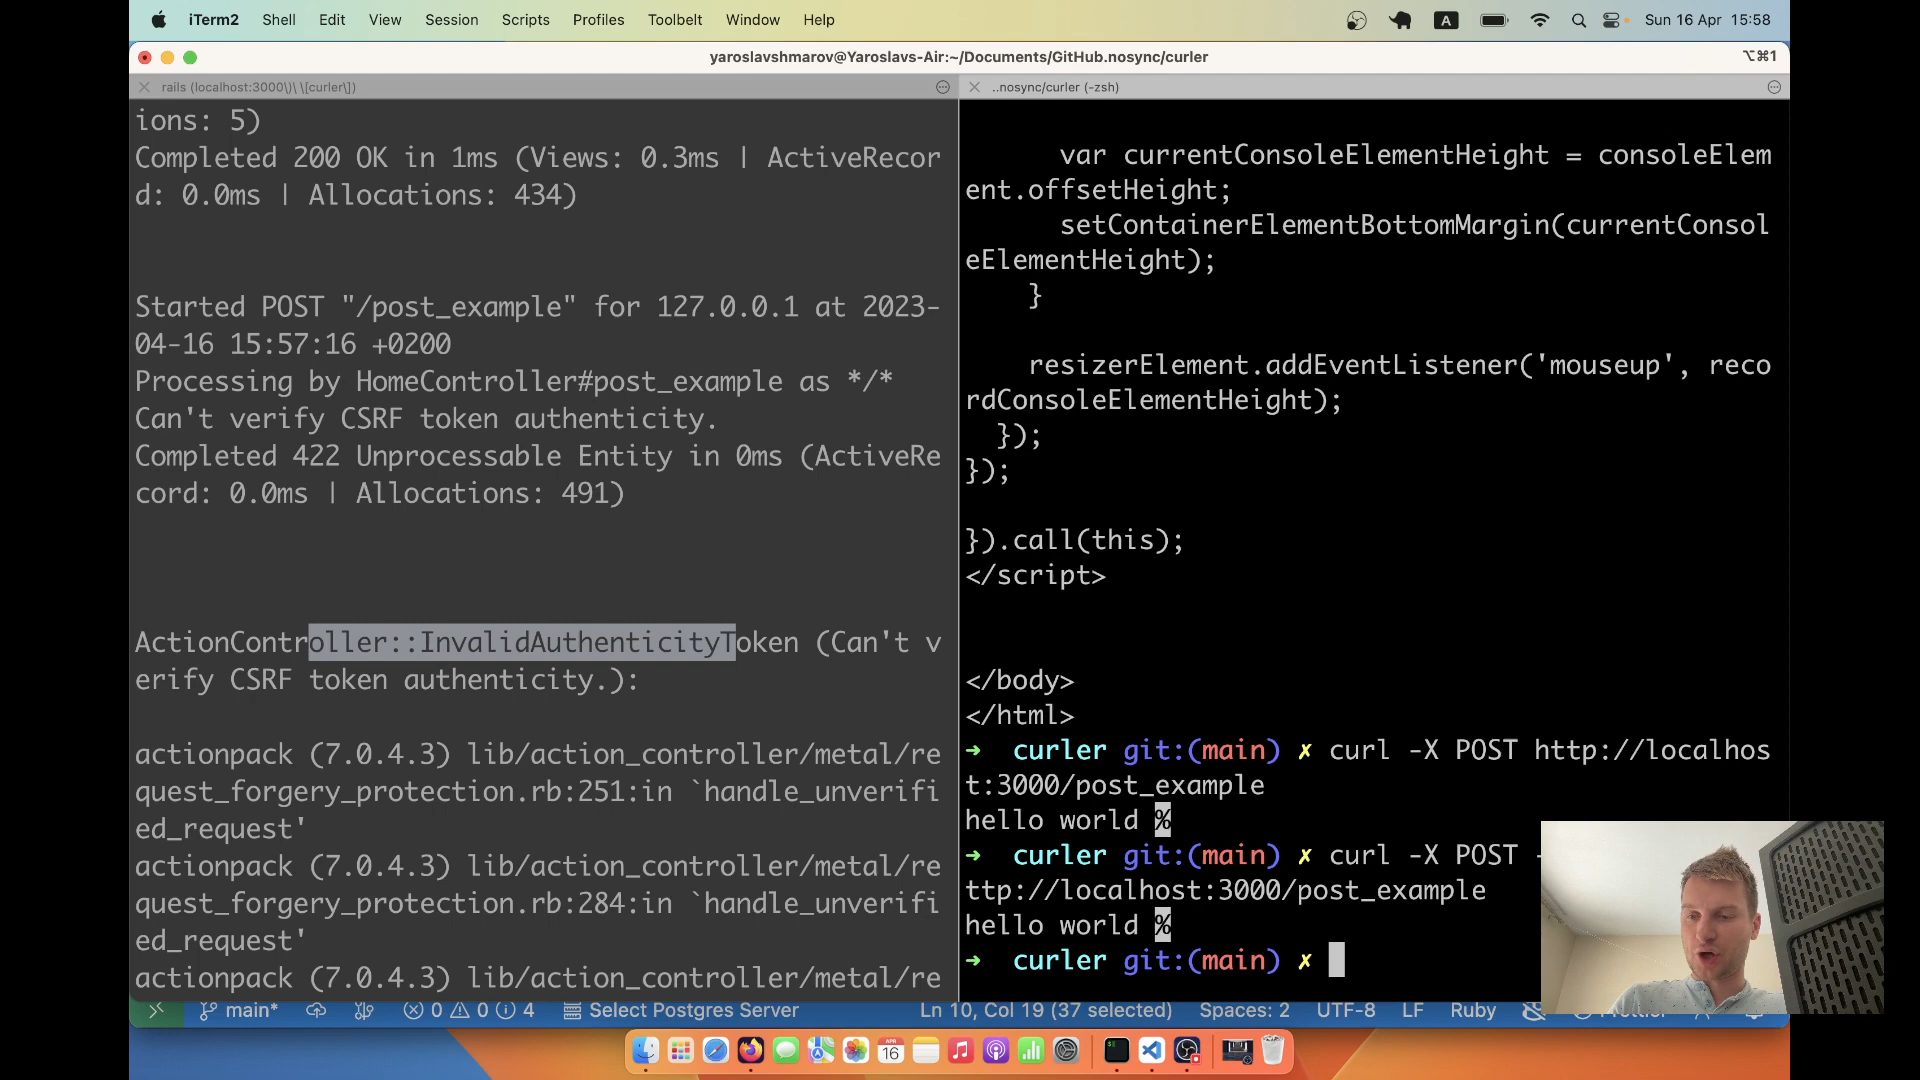 iTerm2 Shell Edit View Session Scripts Profiles Toolbelt Window Help
A Sun 16 Apr 15:58
yaroslavshmarov@Yaroslavs-Air:~/Documents/GitHub.nosync/curler
⌥⌘1
rails (localhost:3000\)\ \[curler\])
..nosync/curler (-zsh)
ions: 5)
Completed 200 OK in 1ms (Views: 0.3ms | ActiveRecor
d: 0.0ms | Allocations: 434)
Started POST "/post_example" for 127.0.0.1 at 2023-
04-16 15:57:16 +0200
Processing by HomeController#post_example as */*
Can't verify CSRF token authenticity.
Completed 422 Unprocessable Entity in 0ms (ActiveRe
cord: 0.0ms | Allocations: 491)
ActionController::InvalidAuthenticityToken (Can't v
erify CSRF token authenticity.):
actionpack (7.0.4.3) lib/action_controller/metal/re
quest_forgery_protection.rb:251:in `handle_unverifi
ed_request'
actionpack (7.0.4.3) lib/action_controller/metal/re
quest_forgery_protection.rb:284:in `handle_unverifi
ed_request'
actionpack (7.0.4.3) lib/action_controller/metal/re
var currentConsoleElementHeight = consoleElem
ent.offsetHeight;
setContainerElementBottomMargin(currentConsol
eElementHeight);
}
resizerElement.addEventListener('mouseup', reco
rdConsoleElementHeight);
});
});
}).call(this);
</script>
</body>
</html>
➜ curler git:(main) ✗ curl -X POST http://localhos
t:3000/post_example
hello world %
➜ curler git:(main) ✗ curl -X POST
ttp://localhost:3000/post_example
hello world %
➜ curler git:(main) ✗
main* 0 0 4 Select Postgres Server Ln 10, Col 19 (37 selected) Spaces: 2 UTF-8 LF Ruby
APR
16